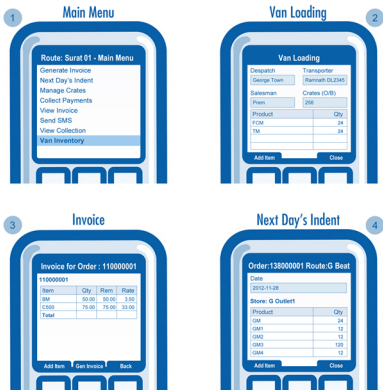 1
Main Menu
Route: Surat 01 - Main Menu
Generate Invoice
Next Day's Indent
Manage Crates
Collect Payments
View Invoice
Send SMS
View Collection
Van Inventory
Van Loading
2
Van Loading
Despatch Transporter
George Town Ramnath DL2345
Salesman Crates (O/B)
Prem 256
Product Qty
FCM 24
TM 24
Add Item Close
3
Invoice
Invoice for Order : 110000001
110000001
Item Qty Rem Rate
BM 50.00 50.00 3.50
C500 75.00 75.00 33.00
Total
Add Item Gen Invoice Back
Next Day's Indent
4
Order:138000001 Route:G Beat
Date
2012-11-28
Store: G Outlet1
Product Qty
GM 24
GM1 12
GM2 12
GM3 120
GM4 12
Add Item Close